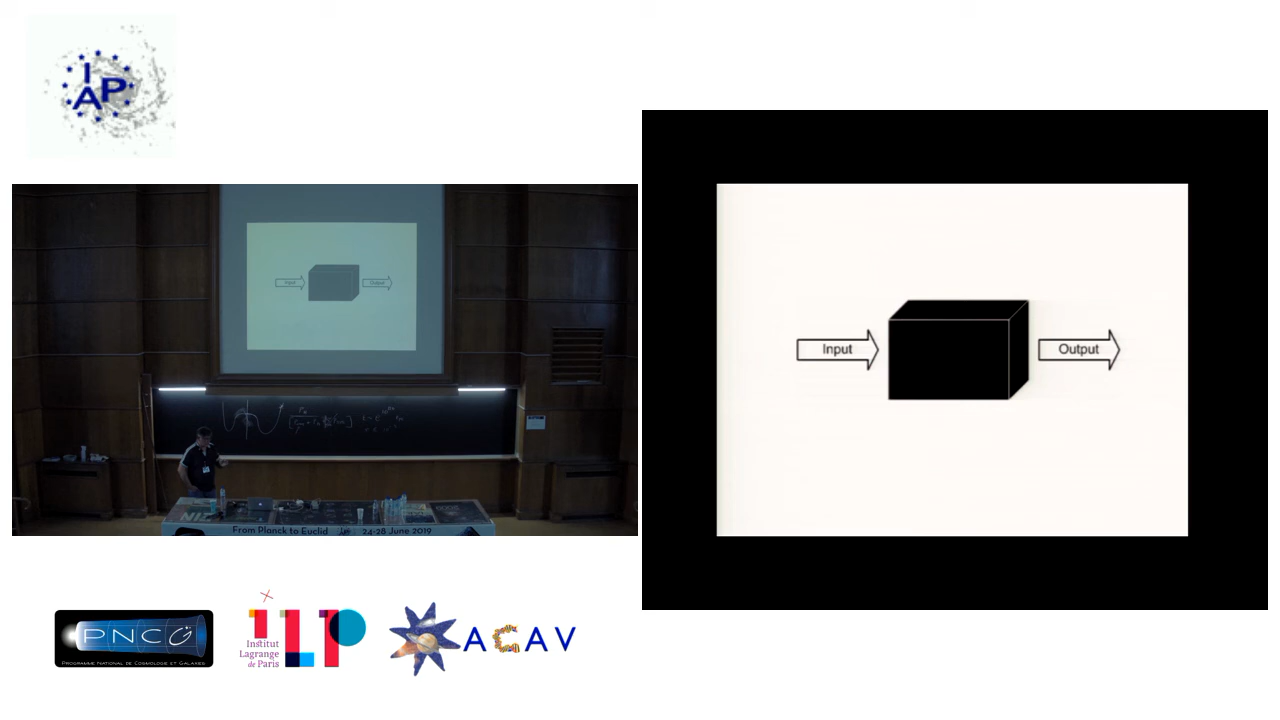 IAP
Input
Output
Input
Output
From Planck to Euclid
24-28 June 2019
PNCG
PROGRAMME NATIONAL DE COSMOLOGIE ET GALAXIES
ILP
Institut
Lagrange
de Paris
ACAV